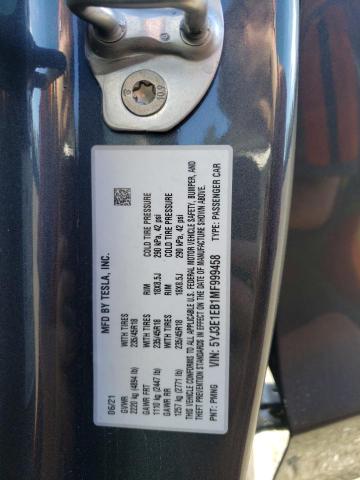 8
10.9
MFD BY TESLA, INC.
06/21
GVWR
2220 kg (4894 lb)
GAWR FRT WITH TIRES RIM COLD TIRE PRESSURE
1110 kg (2447 lb) 235/45R18 18X8.5J 290 kPa, 42 psi
GAWR RR WITH TIRES RIM COLD TIRE PRESSURE
1257 kg (2771 lb) 235/45R18 18X8.5J 290 kPa, 42 psi
THIS VEHICLE CONFORMS TO ALL APPLICABLE U.S. FEDERAL MOTOR VEHICLE SAFETY, BUMPER, AND
THEFT PREVENTION STANDARDS IN EFFECT ON THE DATE OF MANUFACTURE SHOWN ABOVE.
VIN: 5YJ3E1EB1MF999458 TYPE: PASSENGER CAR
PNT: PMNG